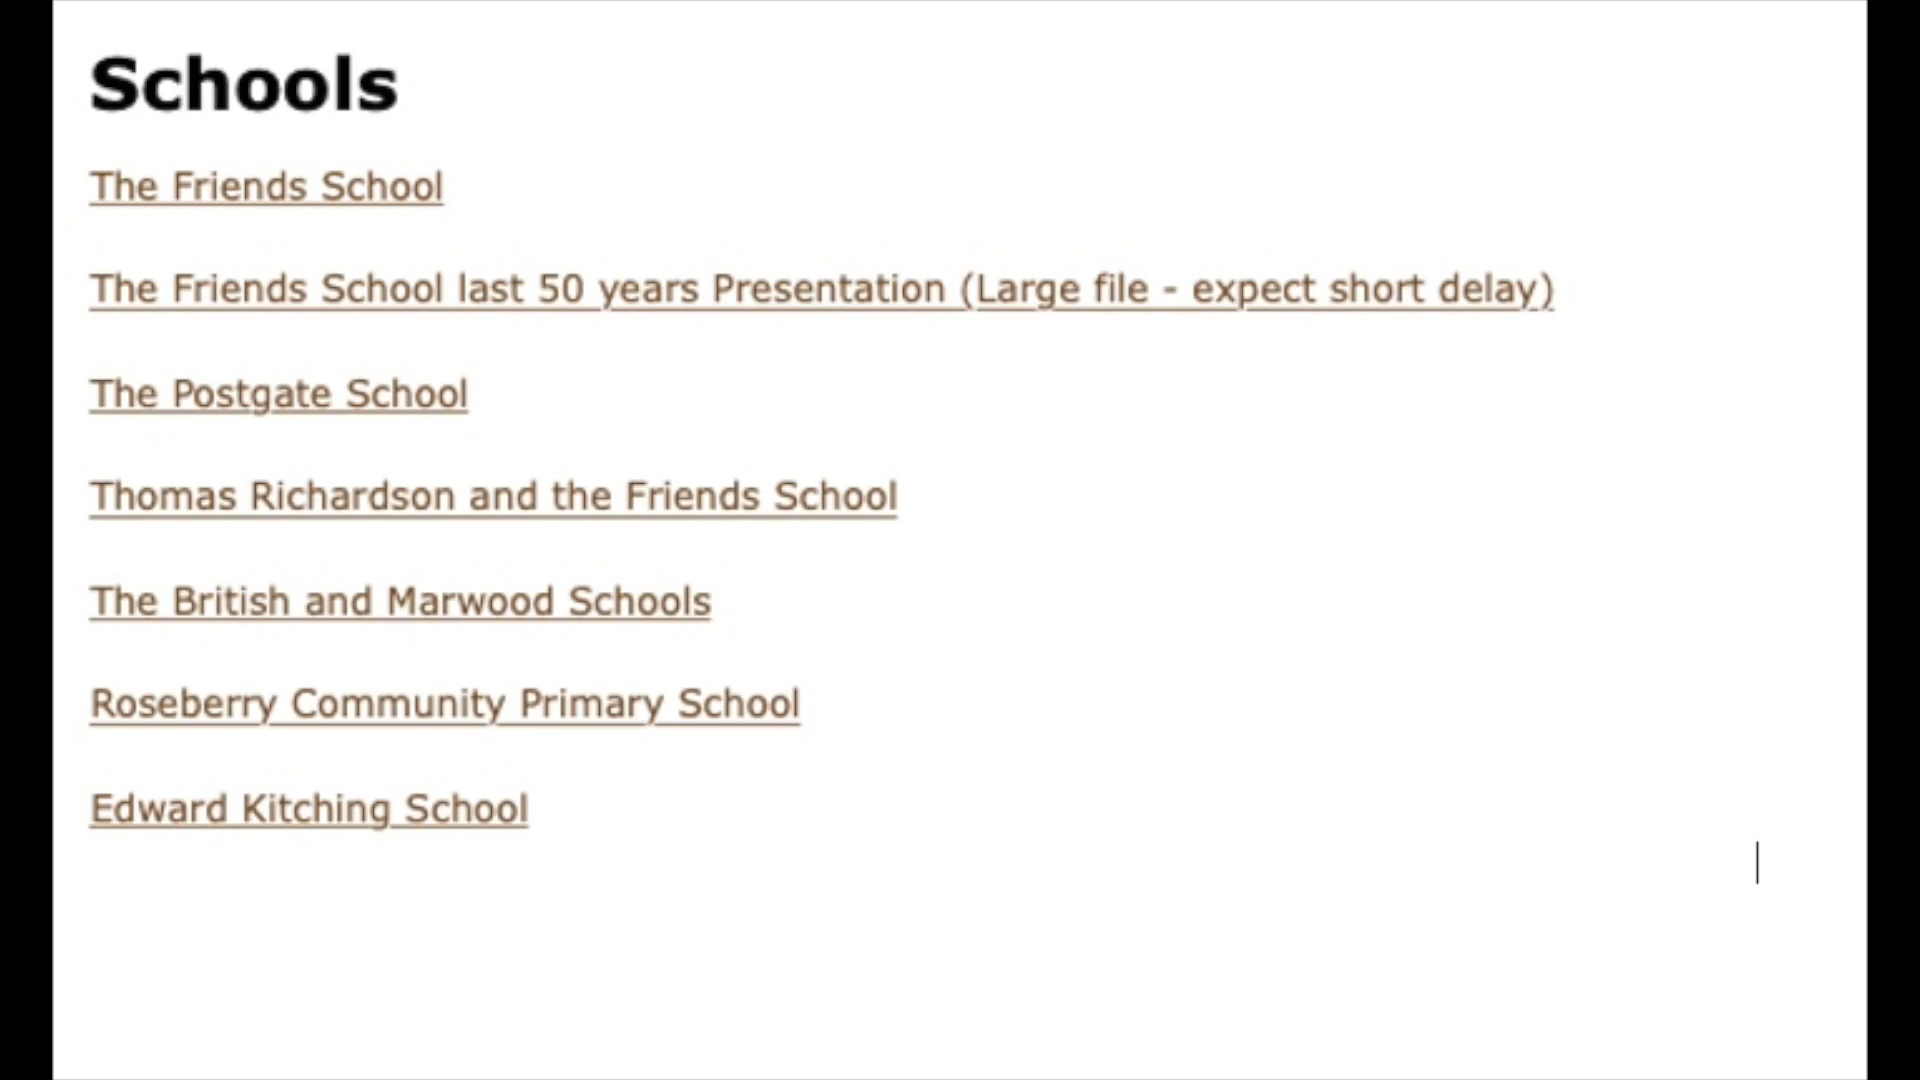 Schools
The Friends School
The Friends School last 50 years Presentation (Large file - expect short delay)
The Postgate School
Thomas Richardson and the Friends School
The British and Marwood Schools
Roseberry Community Primary School
Edward Kitching School